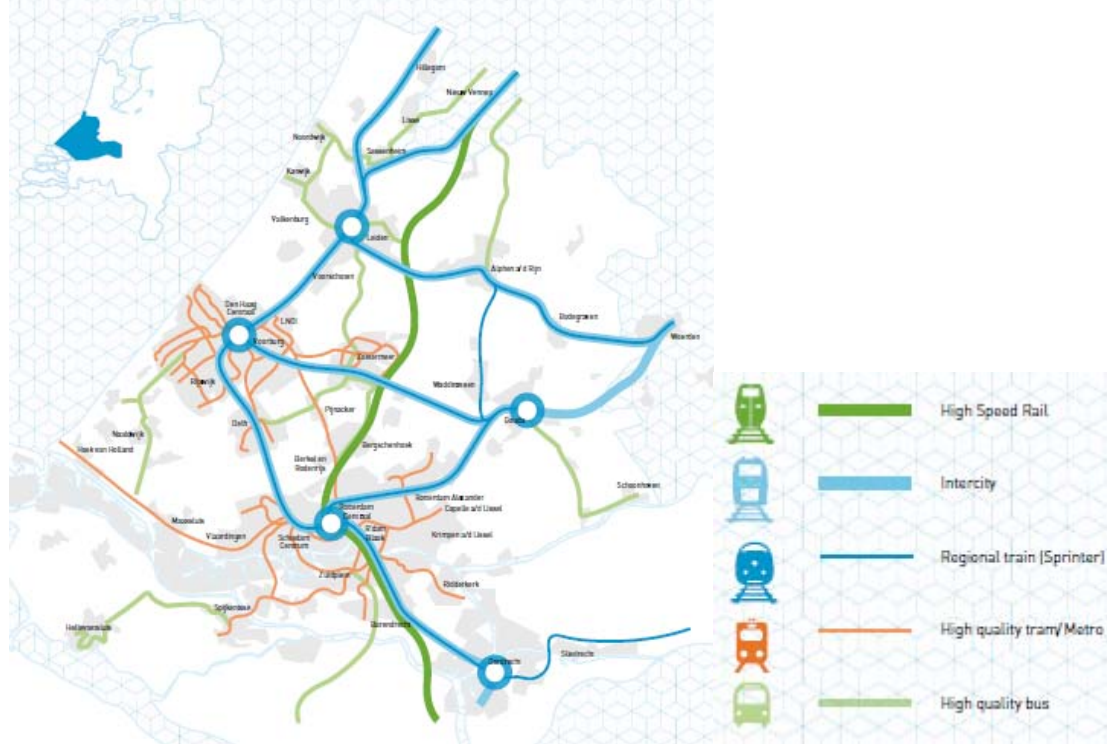 Hillegom
Nieuw Vennep
Lisse
Noordwijk
Sassenheim
Katwijk
Valkenburg
Leiden
Voorschoten
Alphen a/d Rijn
Den Haag
Centraal
LNOI
Voorburg
Bodegraven
Woerden
Zoetermeer
Rijswijk
Waddinxveen
Pijnacker
Gouda
Delft
Naaldwijk
Hoek van Holland
Bergschenhoek
Berkel en
Rodenrijs
Schoonhoven
Rotterdam Alexander
Capelle a/d IJssel
Rotterdam
Centraal
Maassluis
Vlaardingen
Schiedam
Centrum
R'dam
Blaak
Krimpen a/d IJssel
Zuidplein
Ridderkerk
Spijkenisse
Hellevoetsluis
Barendrecht
Dordrecht
Sliedrecht
High Speed Rail
Intercity
Regional train (Sprinter)
High quality tram/Metro
High quality bus